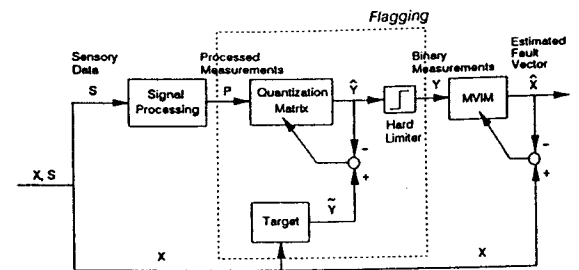 Flagging
Sensory
Data
Processed
Measurements
Binary
Measurements
Estimated
Fault
Vector
X, S
S
Signal
Processing
P
Quantization
Matrix
Ŷ
Hard
Limiter
Y
MVIM
X̂
-
+
-
+
Target
Ỹ
X
X